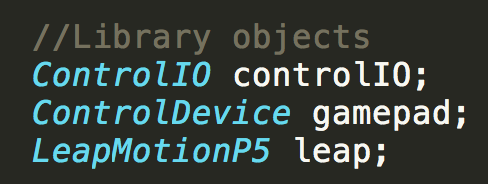 //Library objects
ControlIO controlIO;
ControlDevice gamepad;
LeapMotionP5 leap;